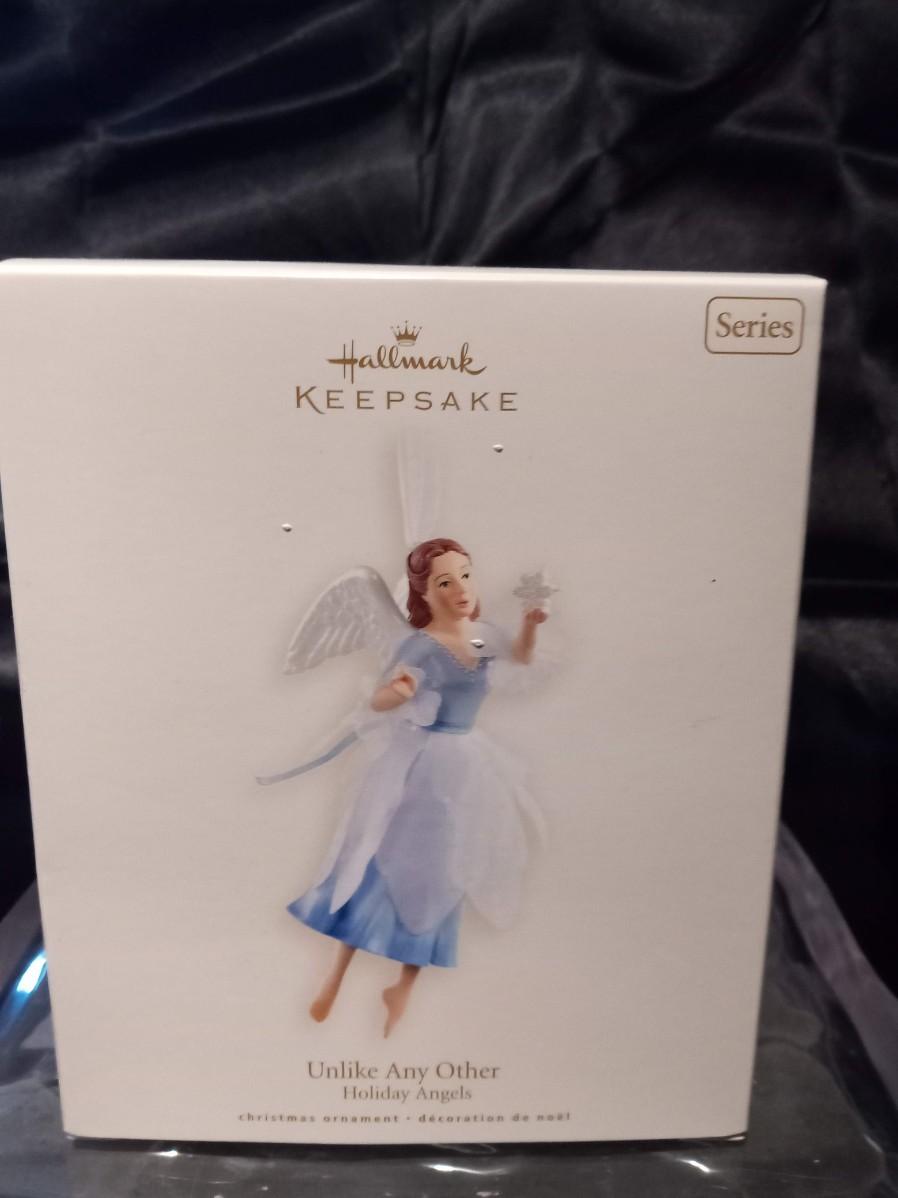 Hallmark
KEEPSAKE
Series
Unlike Any Other
Holiday Angels
christmas ornament • décoration de noël